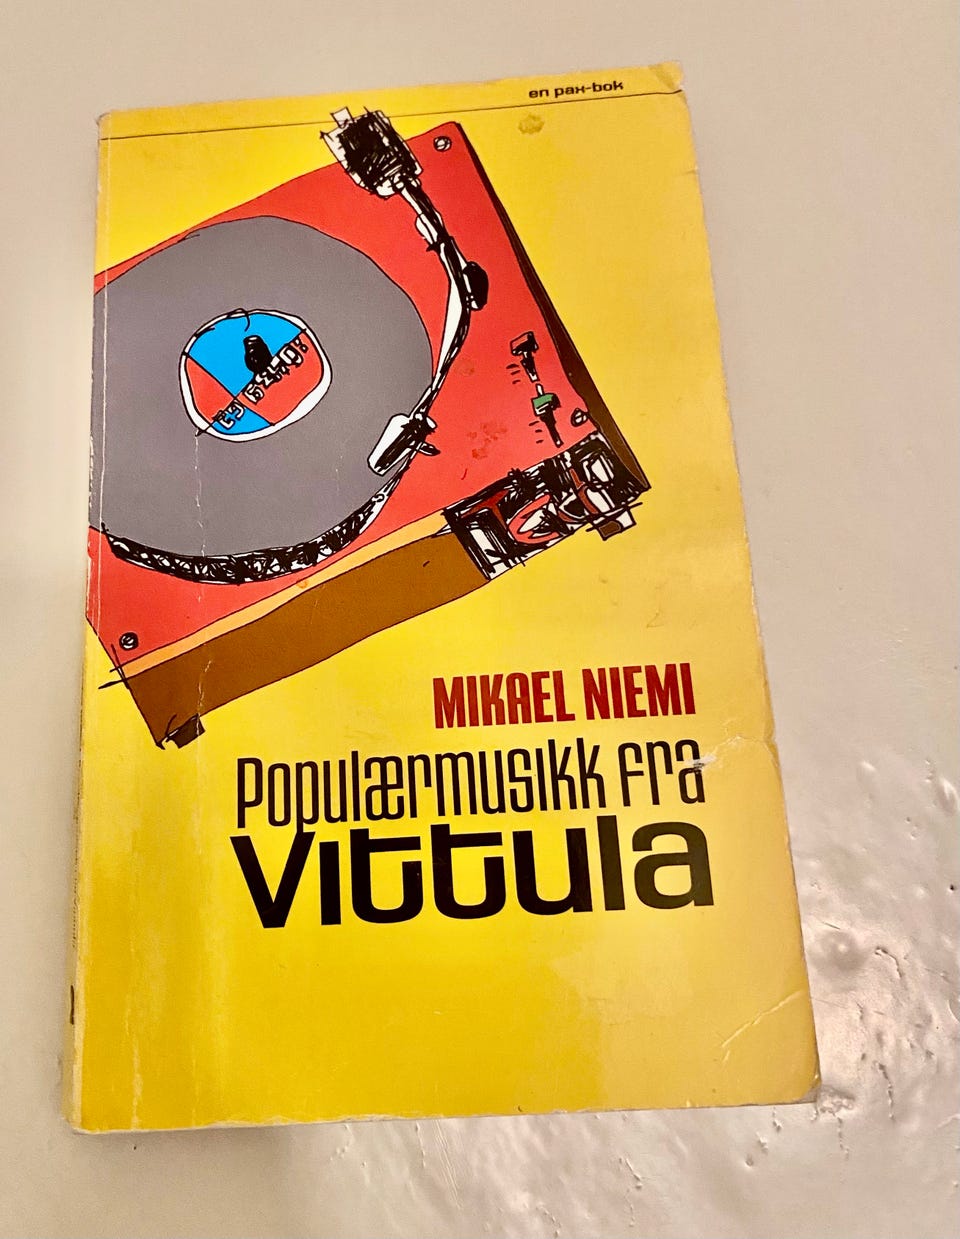 en pax-bok
MIKAEL NIEMI
Populærmusikk fra
Vittula